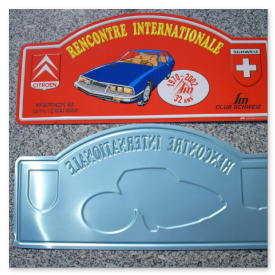 RENCONTRE INTERNATIONALE
SCHWEIZ
CITROËN
1970-2002
sm
32 ANS
sm
CLUB SCHWEIZ
RENCONTRE INTERNATIONALE